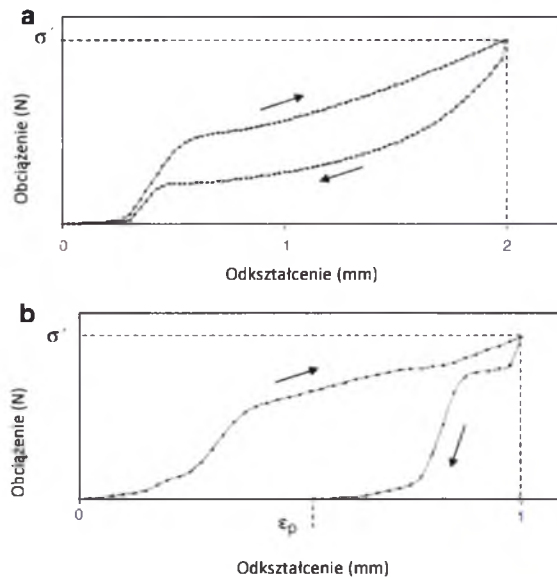 a
σ´
Obciążenie (N)
0
1
2
Odkształcenie (mm)
b
σ´
Obciążenie (N)
0
εp
1
Odkształcenie (mm)